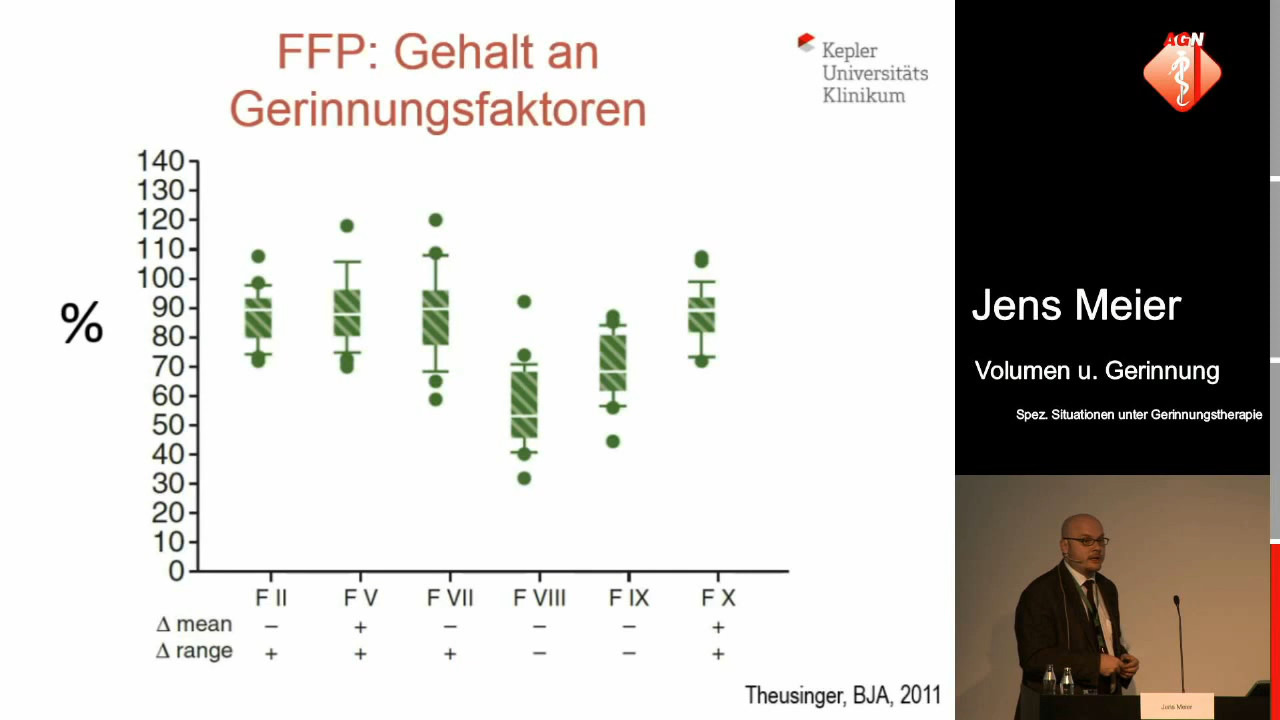 FFP: Gehalt an
Gerinnungsfaktoren
Kepler
Universitäts
Klinikum
AGN
140
130
120
110
100
90
80
70
60
50
40
30
20
10
0
%
F II F V F VII F VIII F IX F X
Δ mean − + − − − +
Δ range + + + − − +
Theusinger, BJA, 2011
Jens Meier
Volumen u. Gerinnung
Spez. Situationen unter Gerinnungstherapie
Jens Meier